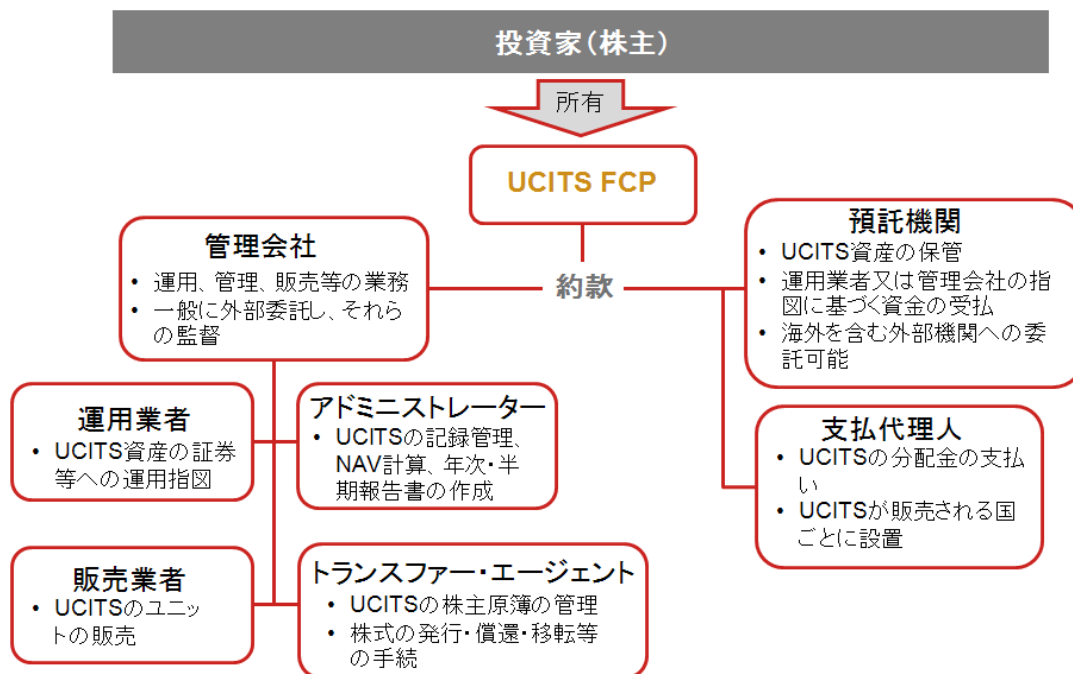 投資家(株主)
所有
UCITS FCP
約款
管理会社
• 運用、管理、販売等の業務
• 一般に外部委託し、それら
の監督
預託機関
• UCITS資産の保管
• 運用業者又は管理会社の指
図に基づく資金の受払
• 海外を含む外部機関への委
託可能
運用業者
• UCITS資産の証券
等への運用指図
アドミニストレーター
• UCITSの記録管理、
NAV計算、年次・半
期報告書の作成
支払代理人
• UCITSの分配金の支払
い
• UCITSが販売される国
ごとに設置
販売業者
• UCITSのユニッ
トの販売
トランスファー・エージェント
• UCITSの株主原簿の管理
• 株式の発行・償還・移転等
の手続